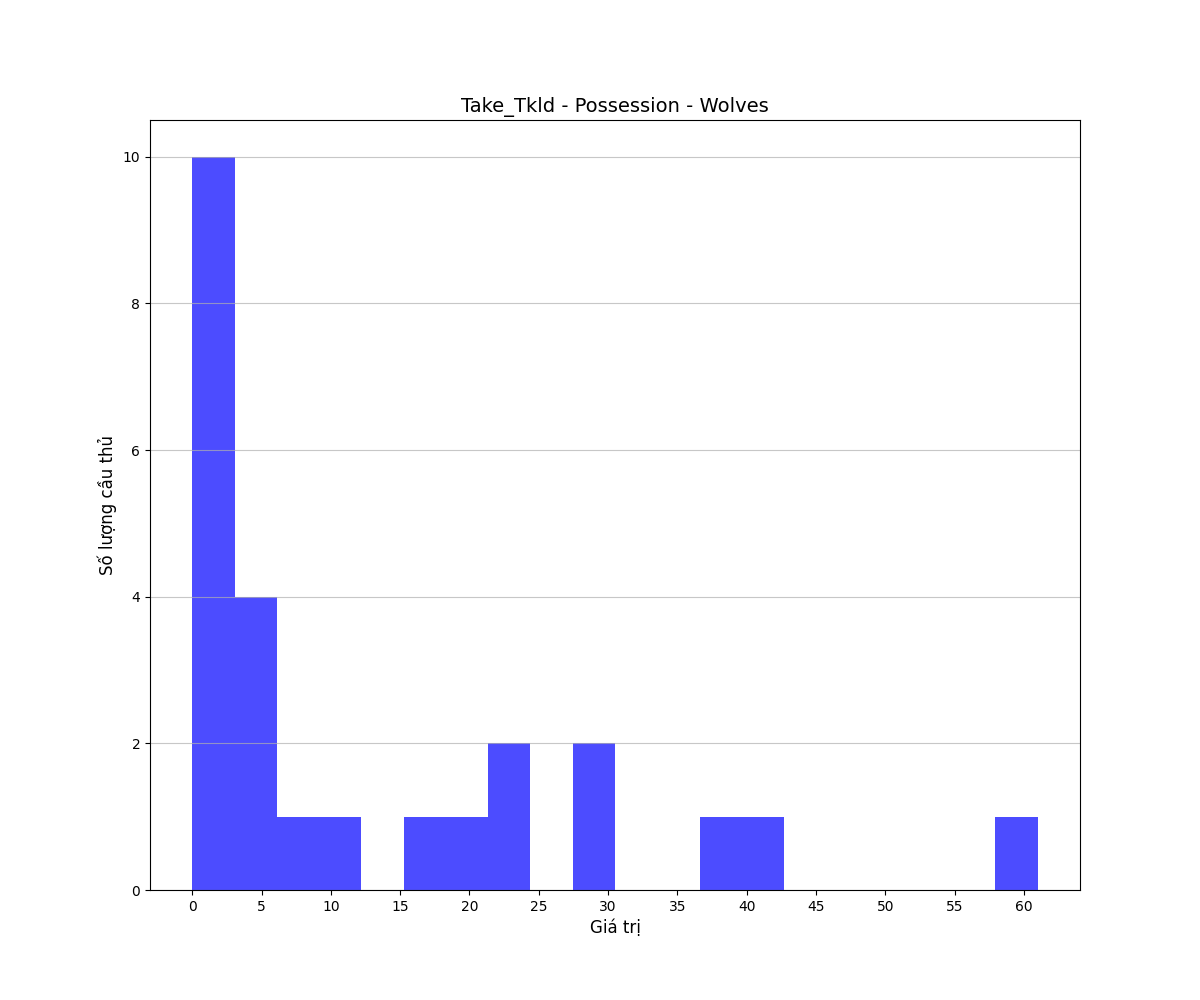 Take_Tkld - Possession - Wolves
10
8
6
4
2
0
Số lượng cầu thủ
0 5 10 15 20 25 30 35 40 45 50 55 60
Giá trị